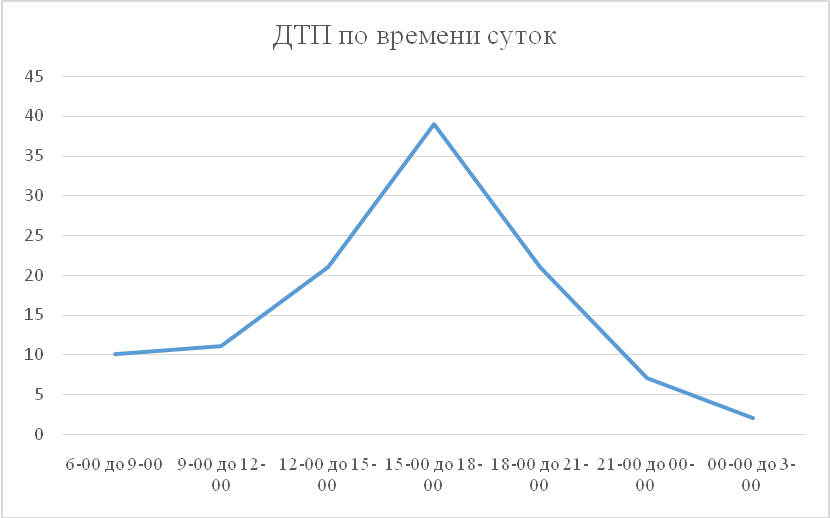 ДТП по времени суток
45
40
35
30
25
20
15
10
5
0
6-00 до 9-00
9-00 до 12-
00
12-00 до 15-
00
15-00 до 18-
00
18-00 до 21-
00
21-00 до 00-
00
00-00 до 3-
00